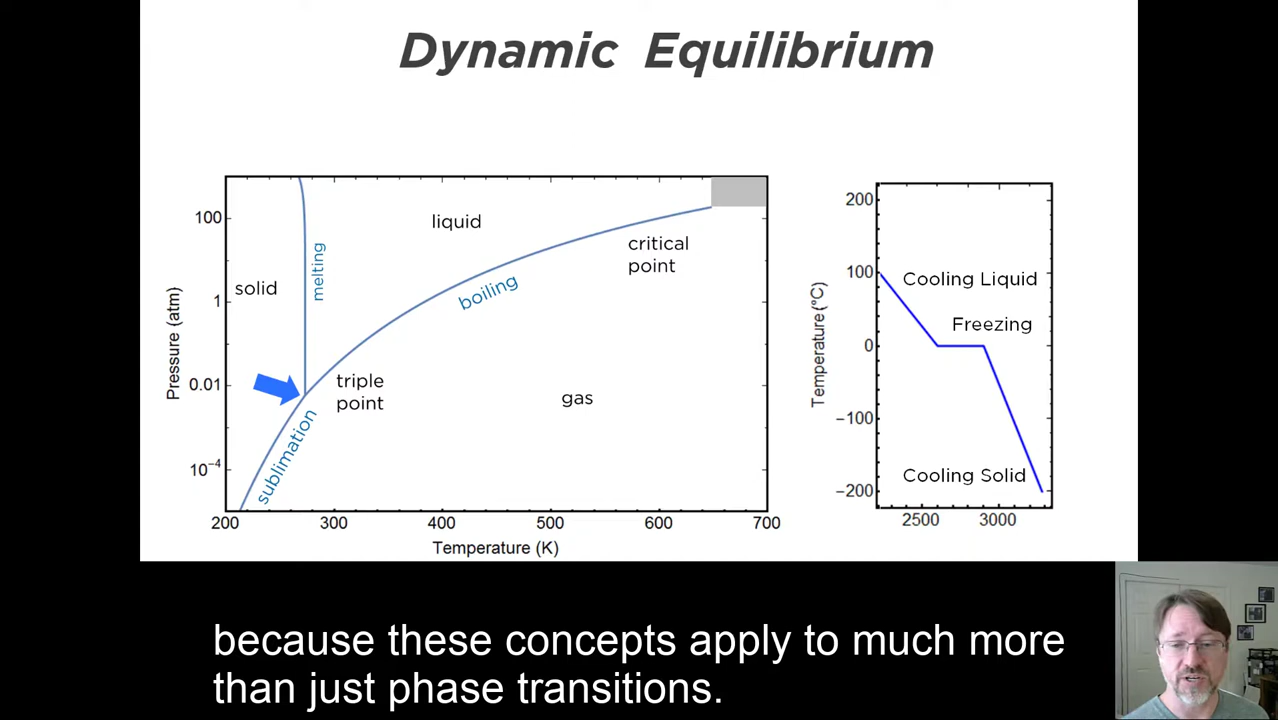 Dynamic Equilibrium
Pressure (atm)
100
1
0.01
10⁻⁴
solid
melting
liquid
boiling
critical
point
triple
point
gas
sublimation
200
300
400
500
600
700
Temperature (K)
Temperature (°C)
200
100
0
−100
−200
Cooling Liquid
Freezing
Cooling Solid
2500
3000
because these concepts apply to much more
than just phase transitions.